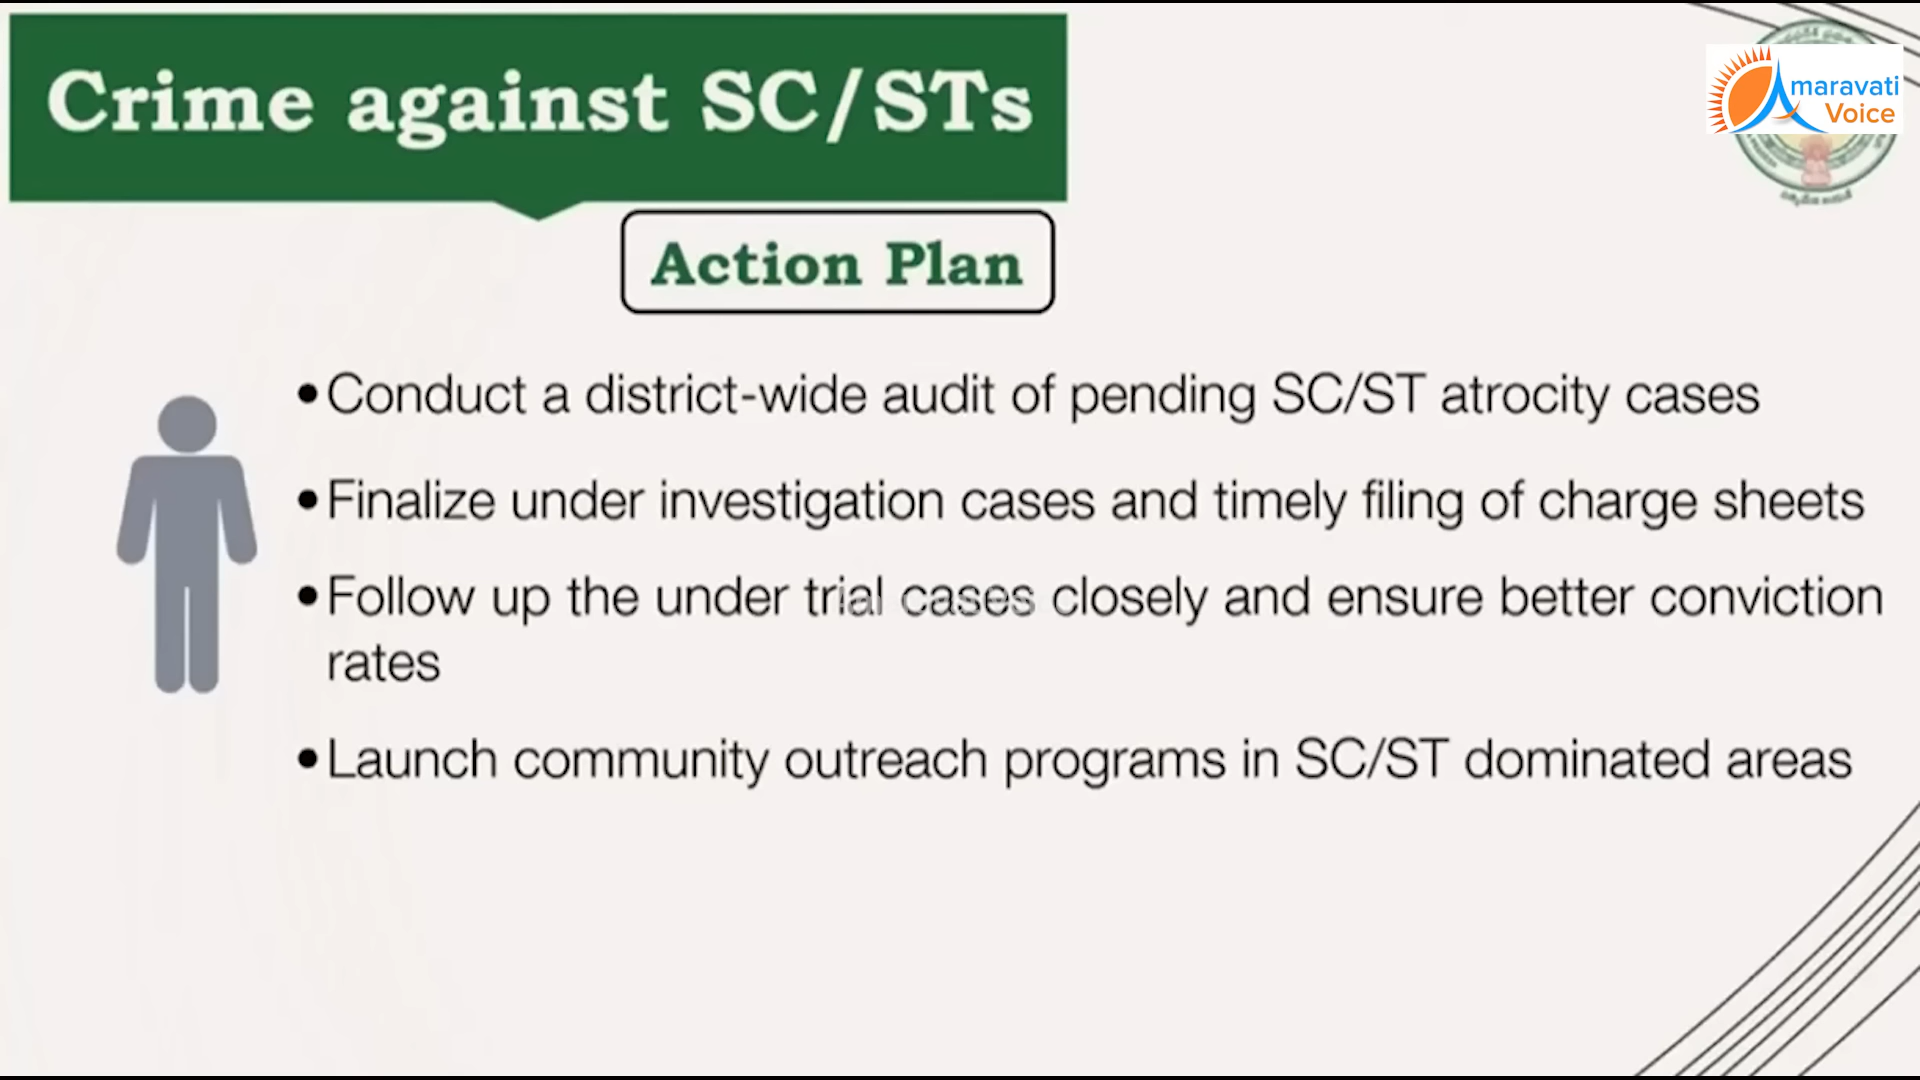 Crime against SC/STs
maravati
Voice
Action Plan
•Conduct a district-wide audit of pending SC/ST atrocity cases
•Finalize under investigation cases and timely filing of charge sheets
•Follow up the under trial cases closely and ensure better conviction
rates
•Launch community outreach programs in SC/ST dominated areas